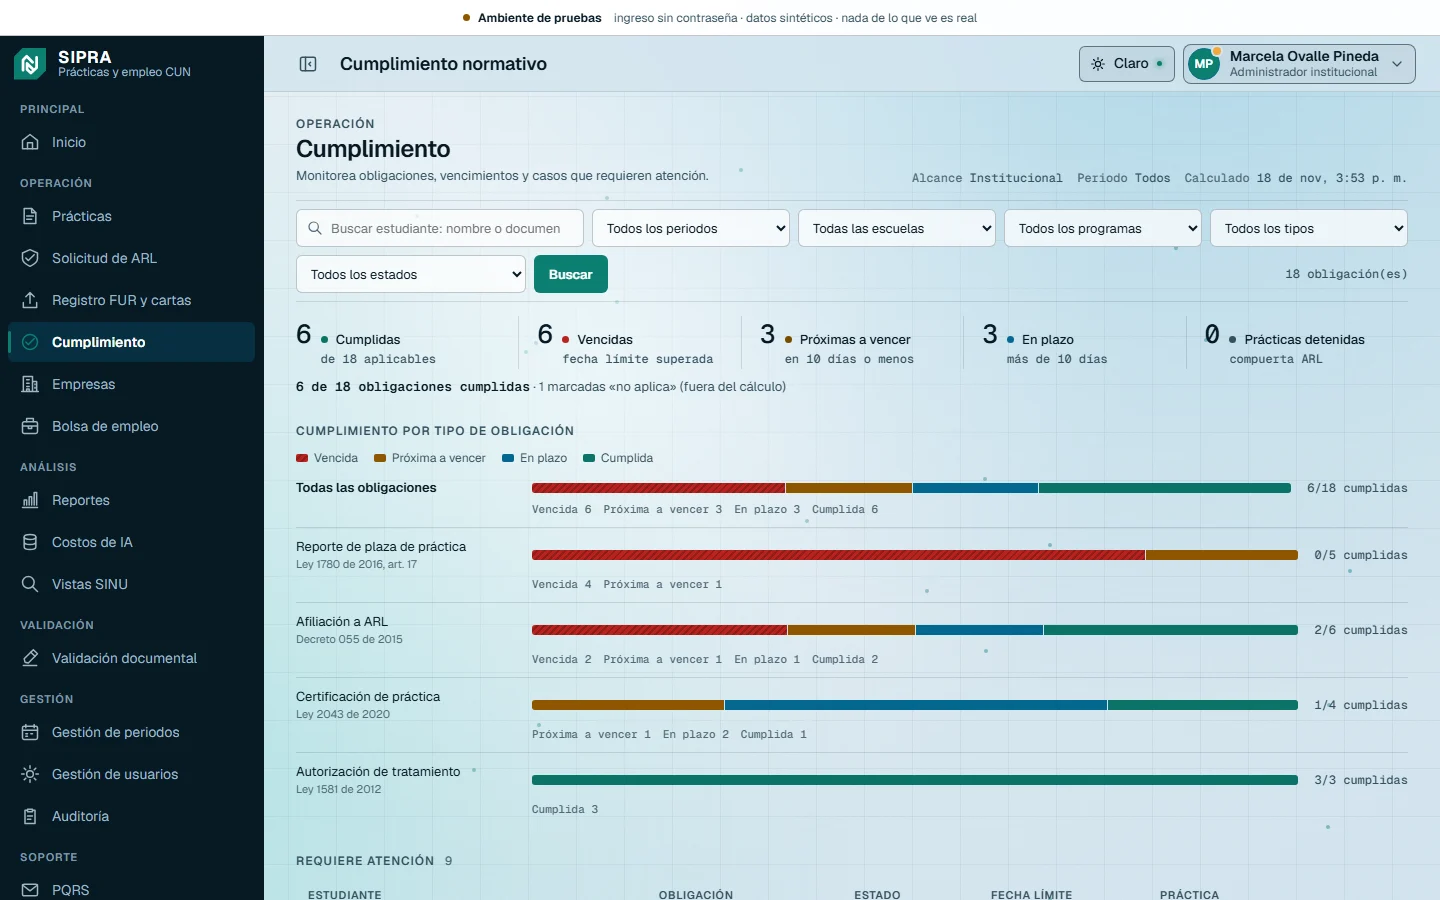 Ambiente de pruebas ingreso sin contraseña · datos sintéticos · nada de lo que ve es real
SIPRA
Prácticas y empleo CUN
PRINCIPAL
Inicio
OPERACIÓN
Prácticas
Solicitud de ARL
Registro FUR y cartas
Cumplimiento
Empresas
Bolsa de empleo
ANÁLISIS
Reportes
Costos de IA
Vistas SINU
VALIDACIÓN
Validación documental
GESTIÓN
Gestión de periodos
Gestión de usuarios
Auditoría
SOPORTE
PQRS
Cumplimiento normativo
Claro
MP
Marcela Ovalle Pineda
Administrador institucional
OPERACIÓN
Cumplimiento
Monitorea obligaciones, vencimientos y casos que requieren atención.
Alcance Institucional Periodo Todos Calculado 18 de nov, 3:53 p. m.
Buscar estudiante: nombre o documen
Todos los periodos
Todas las escuelas
Todos los programas
Todos los tipos
Todos los estados
Buscar
18 obligación(es)
6 Cumplidas
de 18 aplicables
6 Vencidas
fecha límite superada
3 Próximas a vencer
en 10 días o menos
3 En plazo
más de 10 días
0 Prácticas detenidas
compuerta ARL
6 de 18 obligaciones cumplidas · 1 marcadas «no aplica» (fuera del cálculo)
CUMPLIMIENTO POR TIPO DE OBLIGACIÓN
Vencida Próxima a vencer En plazo Cumplida
Todas las obligaciones 6/18 cumplidas
Vencida 6 Próxima a vencer 3 En plazo 3 Cumplida 6
Reporte de plaza de práctica 0/5 cumplidas
Ley 1780 de 2016, art. 17
Vencida 4 Próxima a vencer 1
Afiliación a ARL 2/6 cumplidas
Decreto 055 de 2015
Vencida 2 Próxima a vencer 1 En plazo 1 Cumplida 2
Certificación de práctica 1/4 cumplidas
Ley 2043 de 2020
Próxima a vencer 1 En plazo 2 Cumplida 1
Autorización de tratamiento 3/3 cumplidas
Ley 1581 de 2012
Cumplida 3
REQUIERE ATENCIÓN 9
ESTUDIANTE OBLIGACIÓN ESTADO FECHA LÍMITE PRÁCTICA